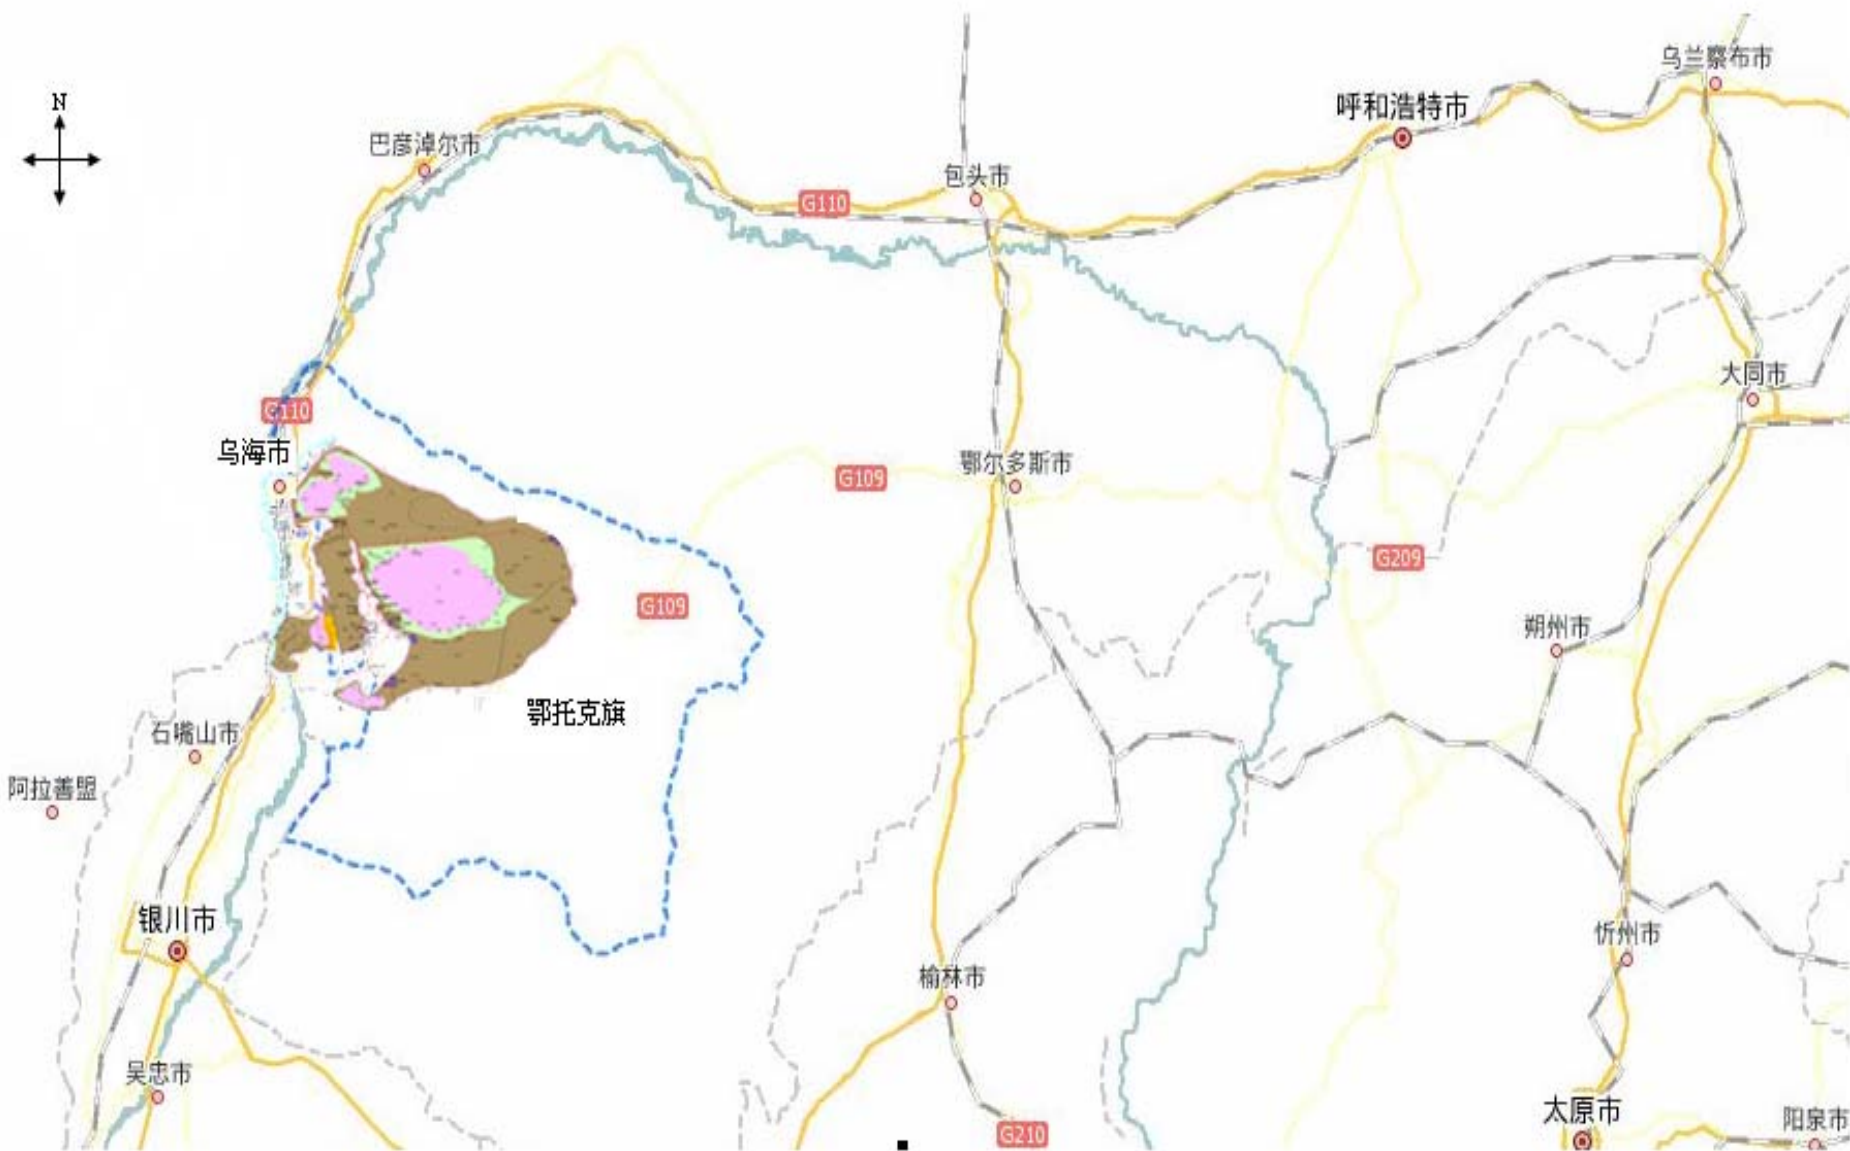 乌兰察布市
N
呼和浩特市
巴彦淖尔市
包头市
G110
大同市
G110
乌海市
鄂尔多斯市
G109
G209
G109
朔州市
鄂托克旗
石嘴山市
阿拉善盟
银川市
忻州市
榆林市
吴忠市
太原市
阳泉市
G210